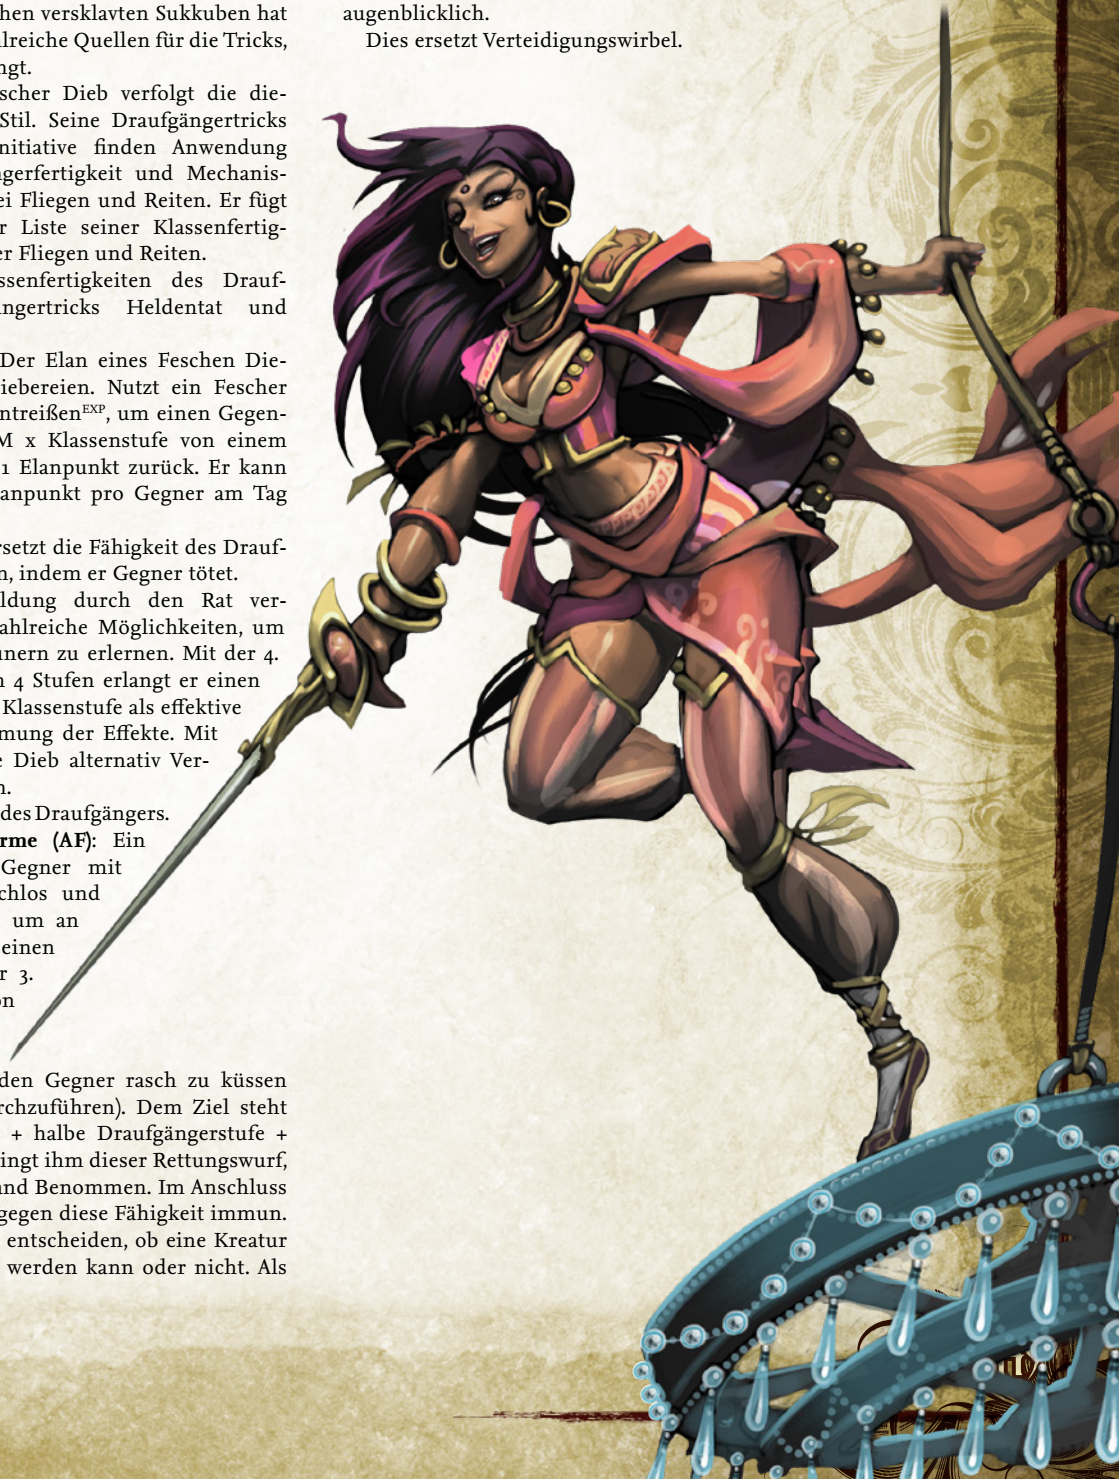 hen versklavten Sukkuben hat
lreiche Quellen für die Tricks,
ngt.
scher Dieb verfolgt die die-
Stil. Seine Draufgängertricks
nitiative finden Anwendung
gerfertigkeit und Mechanis-
ei Fliegen und Reiten. Er fügt
r Liste seiner Klassenfertig-
er Fliegen und Reiten.
ssenfertigkeiten des Drauf-
ngertricks Heldentat und
Der Elan eines Feschen Die-
iebereien. Nutzt ein Fescher
ntreißenEXP, um einen Gegen-
M x Klassenstufe von einem
1 Elanpunkt zurück. Er kann
anpunkt pro Gegner am Tag
rsetzt die Fähigkeit des Drauf-
n, indem er Gegner tötet.
ldung durch den Rat ver-
ahlreiche Möglichkeiten, um
unern zu erlernen. Mit der 4.
n 4 Stufen erlangt er einen
Klassenstufe als effektive
mung der Effekte. Mit
e Dieb alternativ Ver-
n.
des Draufgängers.
rme (AF): Ein
Gegner mit
chlos und
um an
einen
r 3.
on
den Gegner rasch zu küssen
rchzuführen). Dem Ziel steht
+ halbe Draufgängerstufe +
ingt ihm dieser Rettungswurf,
and Benommen. Im Anschluss
gegen diese Fähigkeit immun.
entscheiden, ob eine Kreatur
werden kann oder nicht. Als
augenblicklich.
Dies ersetzt Verteidigungswirbel.